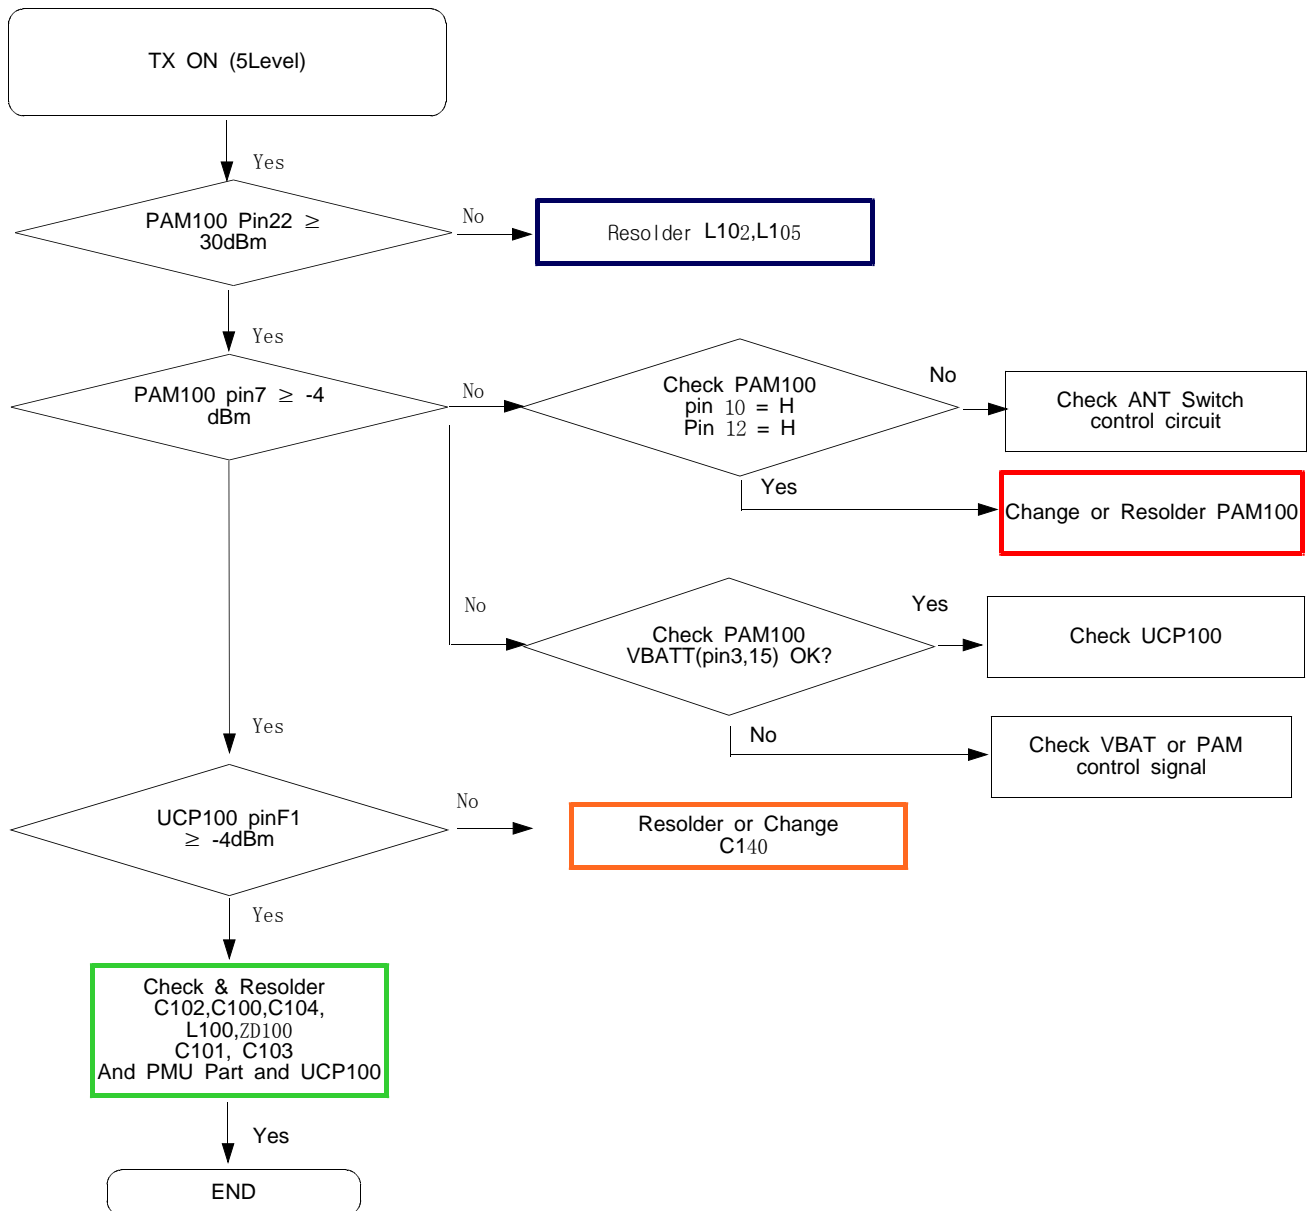 TX ON (5Level)
Yes
PAM100 Pin22 ≥
30dBm
No
Resolder L102,L105
Yes
PAM100 pin7 ≥ -4
dBm
No
Check PAM100
pin 10 = H
Pin 12 = H
No
Check ANT Switch
control circuit
Yes
Change or Resolder PAM100
No
Check PAM100
VBATT(pin3,15) OK?
Yes
Check UCP100
No
Check VBAT or PAM
control signal
Yes
UCP100 pinF1
≥ -4dBm
No
Resolder or Change
C140
Yes
Check & Resolder
C102,C100,C104,
L100,ZD100
C101, C103
And PMU Part and UCP100
Yes
END